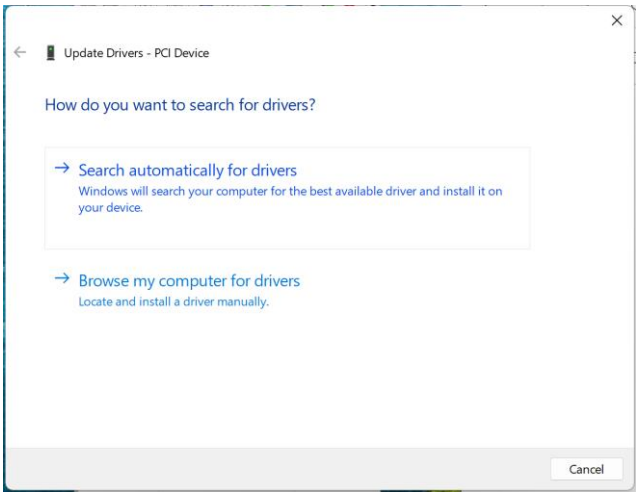 Update Drivers - PCI Device
How do you want to search for drivers?
Search automatically for drivers
Windows will search your computer for the best available driver and install it on
your device.
Browse my computer for drivers
Locate and install a driver manually.
Cancel